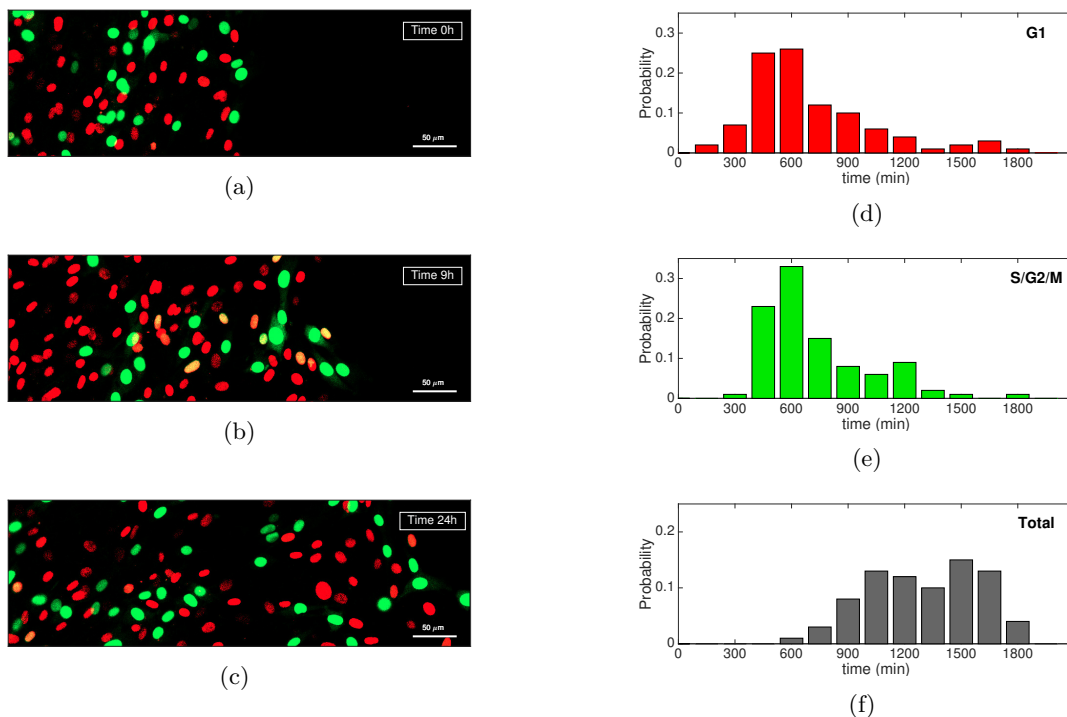 Time 0h
50 μm
(a)
Time 9h
50 μm
(b)
Time 24h
50 μm
(c)
G1
Probability
0.3
0.2
0.1
0
0 300 600 900 1200 1500 1800
time (min)
(d)
S/G2/M
Probability
0.3
0.2
0.1
0
0 300 600 900 1200 1500 1800
time (min)
(e)
Total
Probability
0.2
0.1
0
0 300 600 900 1200 1500 1800
time (min)
(f)